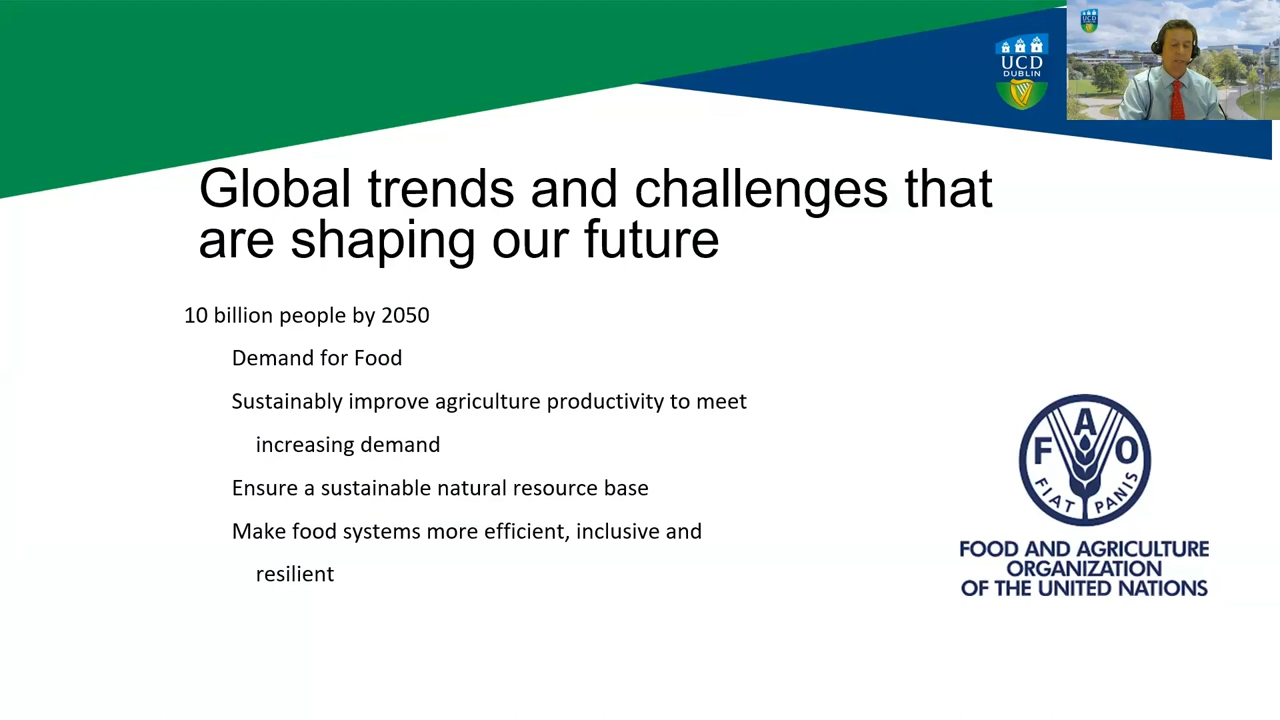 UCD
DUBLIN
UCD
Global trends and challenges that
are shaping our future
10 billion people by 2050
Demand for Food
Sustainably improve agriculture productivity to meet
increasing demand
Ensure a sustainable natural resource base
Make food systems more efficient, inclusive and
resilient
F A O
FIAT PANIS
FOOD AND AGRICULTURE
ORGANIZATION
OF THE UNITED NATIONS